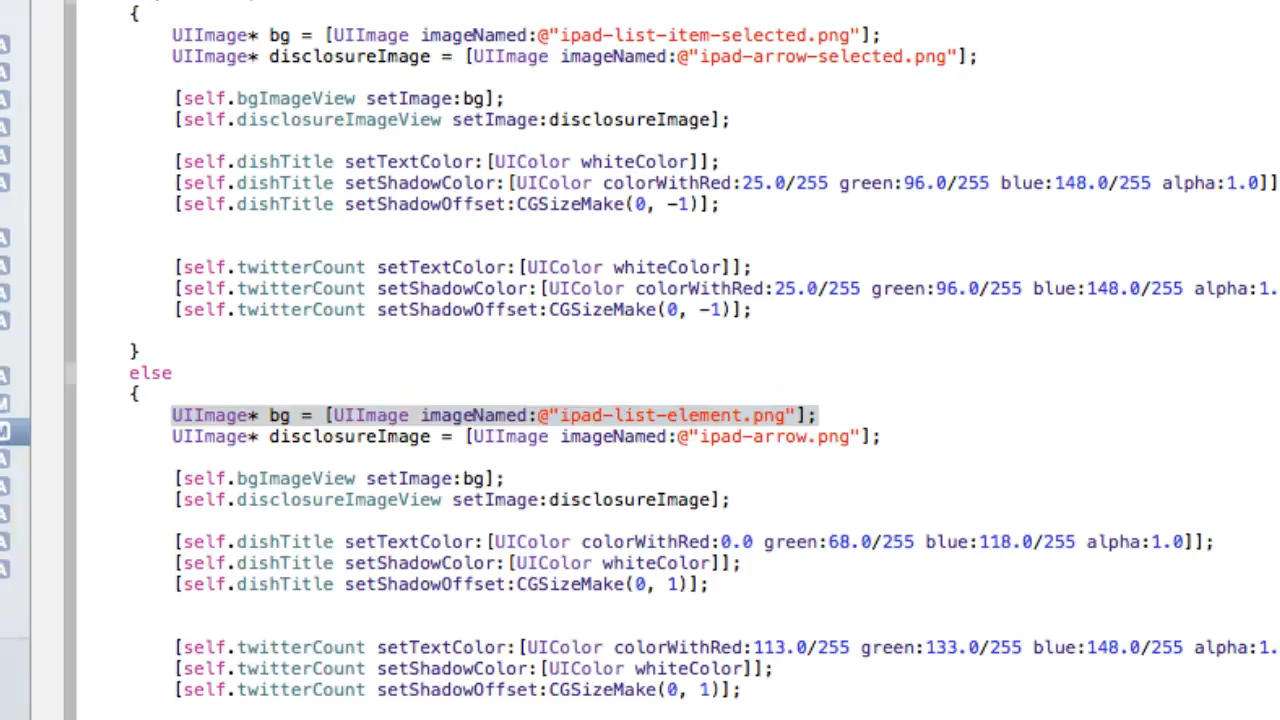 {
UIImage* bg = [UIImage imageNamed:@"ipad-list-item-selected.png"];
UIImage* disclosureImage = [UIImage imageNamed:@"ipad-arrow-selected.png"];
[self.bgImageView setImage:bg];
[self.disclosureImageView setImage:disclosureImage];
[self.dishTitle setTextColor:[UIColor whiteColor]];
[self.dishTitle setShadowColor:[UIColor colorWithRed:25.0/255 green:96.0/255 blue:148.0/255 alpha:1.0]]
[self.dishTitle setShadowOffset:CGSizeMake(0, -1)];
[self.twitterCount setTextColor:[UIColor whiteColor]];
[self.twitterCount setShadowColor:[UIColor colorWithRed:25.0/255 green:96.0/255 blue:148.0/255 alpha:1.
[self.twitterCount setShadowOffset:CGSizeMake(0, -1)];
}
else
{
UIImage* bg = [UIImage imageNamed:@"ipad-list-element.png"];
UIImage* disclosureImage = [UIImage imageNamed:@"ipad-arrow.png"];
[self.bgImageView setImage:bg];
[self.disclosureImageView setImage:disclosureImage];
[self.dishTitle setTextColor:[UIColor colorWithRed:0.0 green:68.0/255 blue:118.0/255 alpha:1.0]];
[self.dishTitle setShadowColor:[UIColor whiteColor]];
[self.dishTitle setShadowOffset:CGSizeMake(0, 1)];
[self.twitterCount setTextColor:[UIColor colorWithRed:113.0/255 green:133.0/255 blue:148.0/255 alpha:1.
[self.twitterCount setShadowColor:[UIColor whiteColor]];
[self.twitterCount setShadowOffset:CGSizeMake(0, 1)];